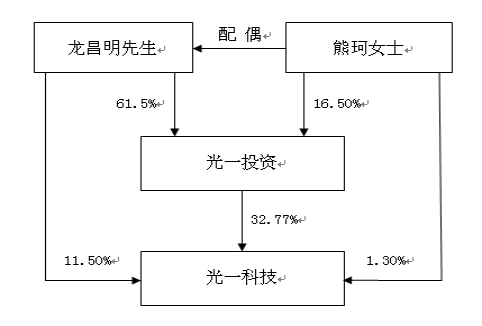 配 偶
龙昌明先生
熊珂女士
61.5%
16.50%
光一投资
32.77%
11.50%
光一科技
1.30%